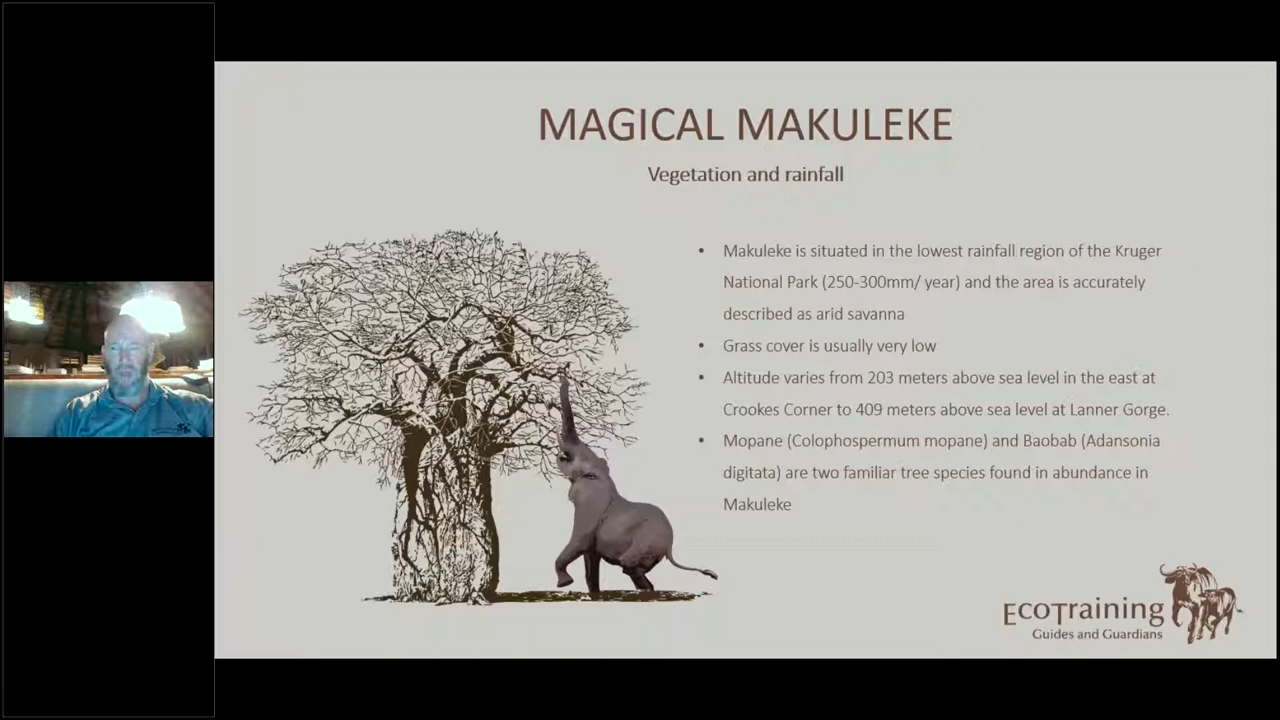 MAGICAL MAKULEKE
Vegetation and rainfall
• Makuleke is situated in the lowest rainfall region of the Kruger
National Park (250-300mm/ year) and the area is accurately
described as arid savanna
• Grass cover is usually very low
• Altitude varies from 203 meters above sea level in the east at
Crookes Corner to 409 meters above sea level at Lanner Gorge.
• Mopane (Colophospermum mopane) and Baobab (Adansonia
digitata) are two familiar tree species found in abundance in
Makuleke
EcoTraining
Guides and Guardians